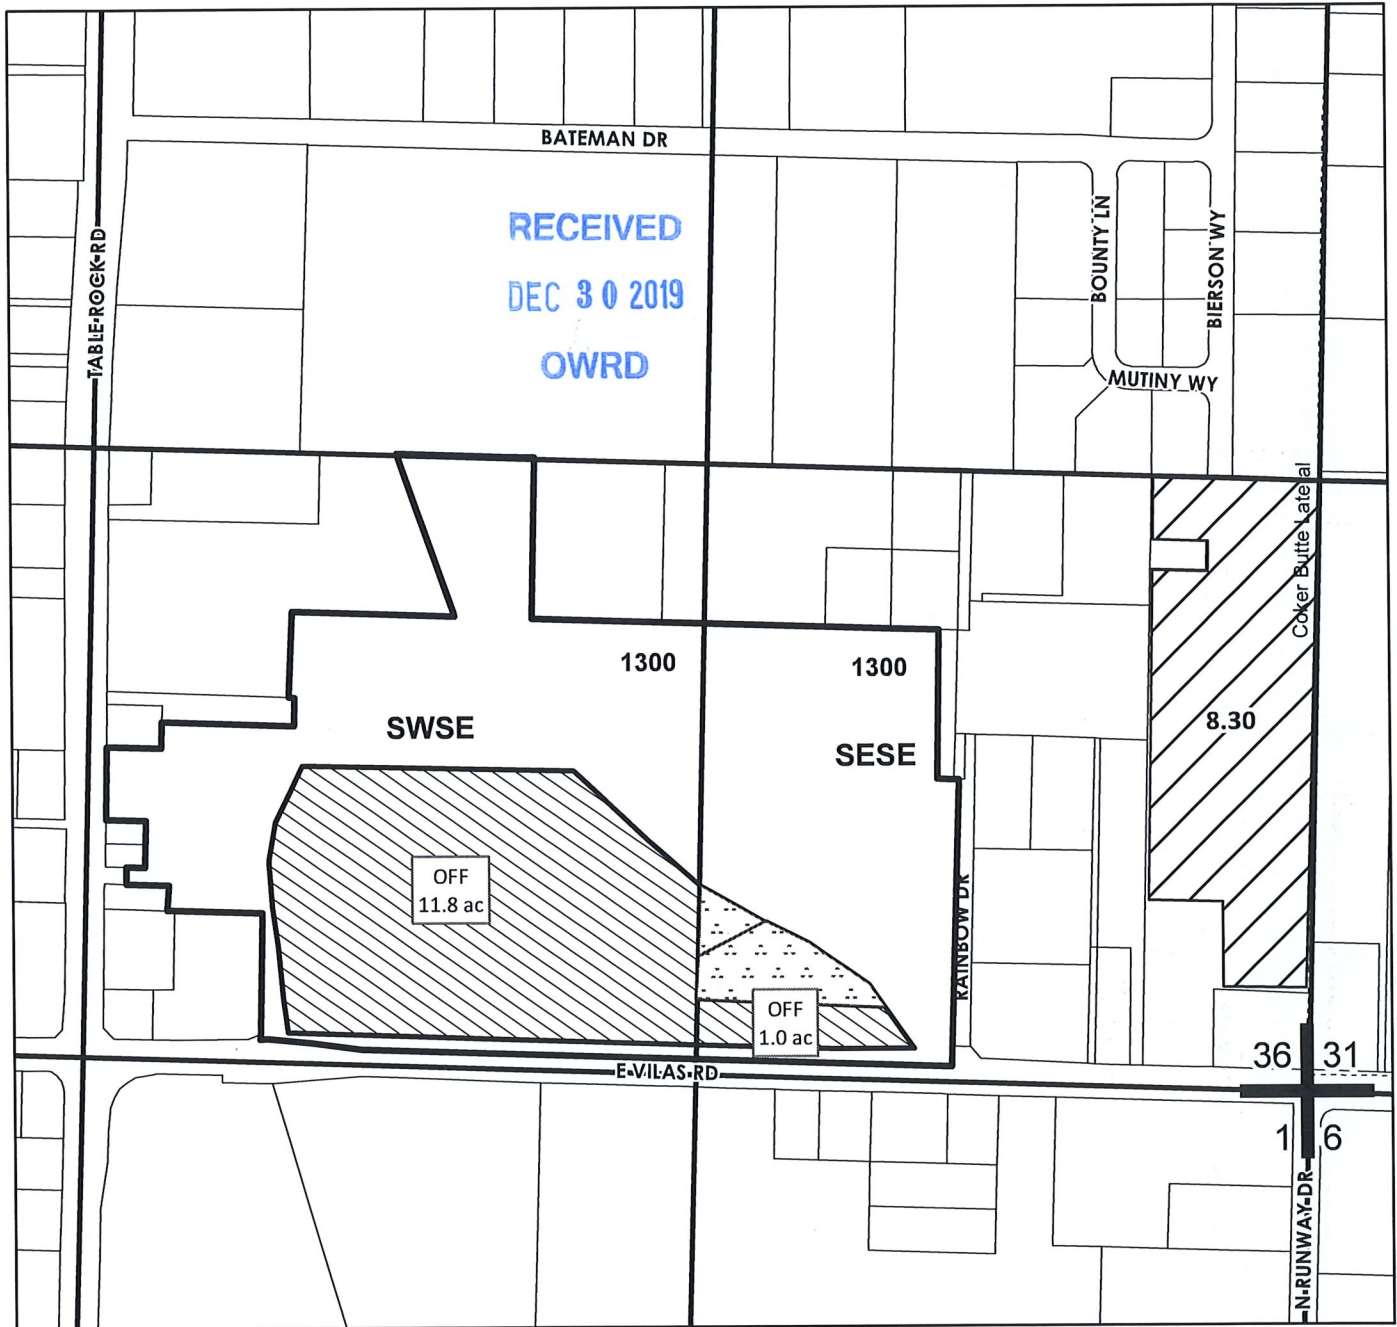 BATEMAN DR
RECEIVED
DEC 30 2019
OWRD
TABLE ROCK RD
BOUNTY LN
BIERSON WY
MUTINY WY
Coker Butte Lateral
1300
1300
SWSE
SESE
8.30
OFF
11.8 ac
OFF
1.0 ac
RAINBOW DR
E VILAS RD
36 31
1 6
N RUNWAY DR